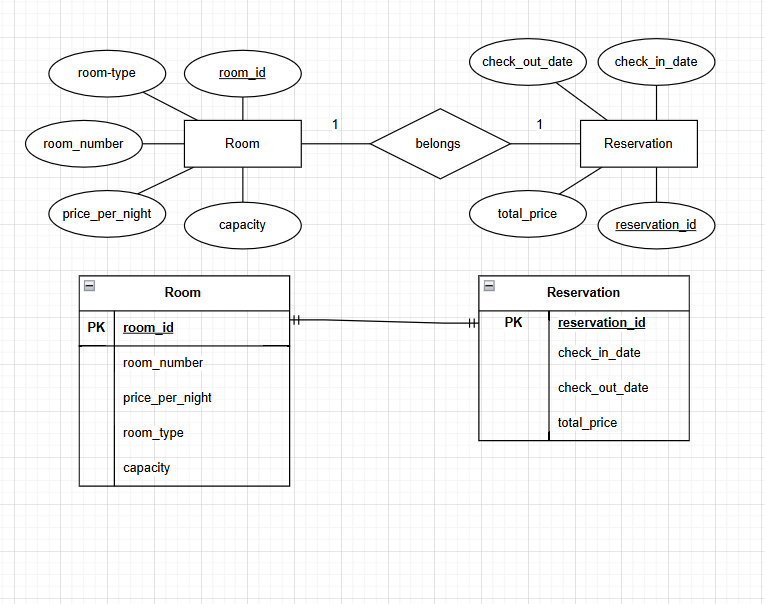 check_out_date
check_in_date
room-type
room_id
1
1
room_number
Room
belongs
Reservation
price_per_night
capacity
total_price
reservation_id
Room
PK
room_id
room_number
price_per_night
room_type
capacity
Reservation
PK
reservation_id
check_in_date
check_out_date
total_price